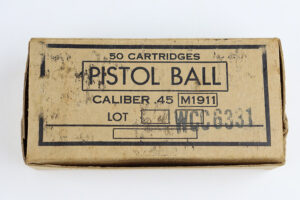 50 CARTRIDGES
PISTOL BALL
CALIBER .45 M1911
LOT WCC6331